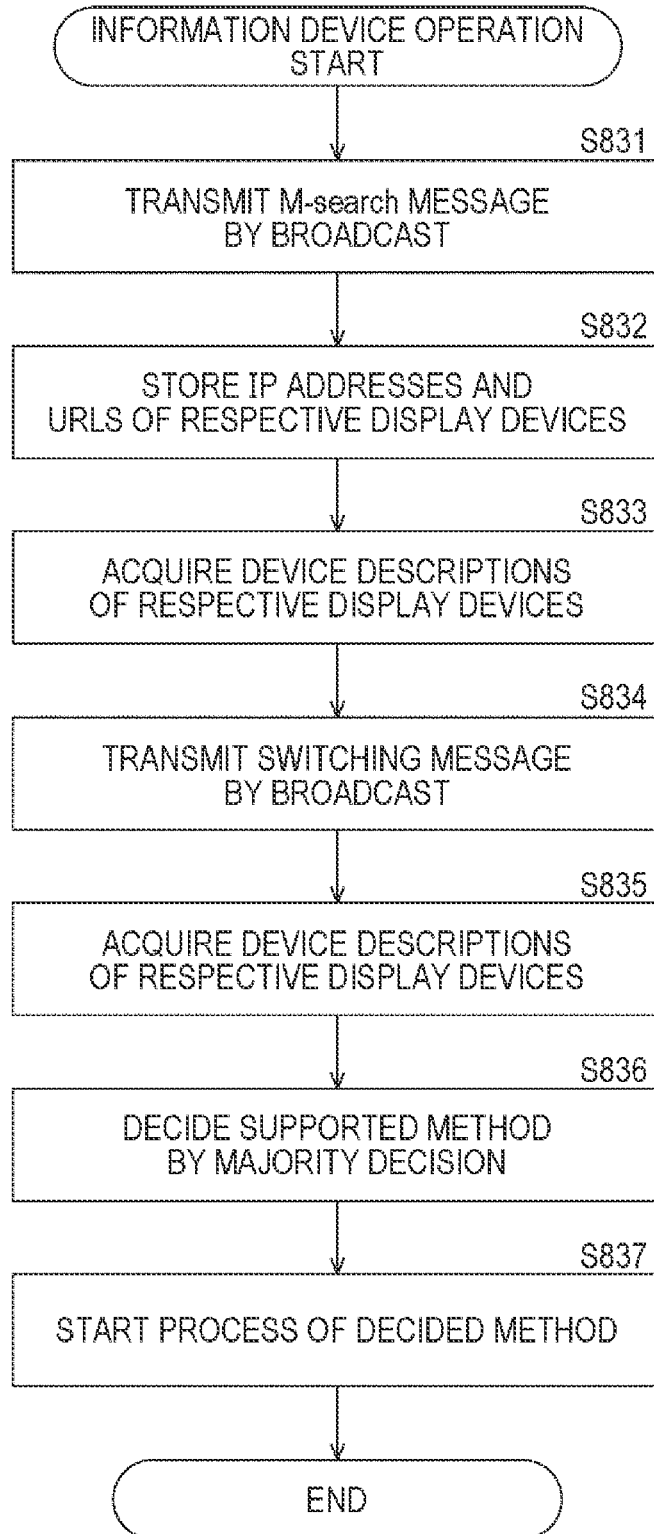 INFORMATION DEVICE OPERATION
START
S831
TRANSMIT M-search MESSAGE
BY BROADCAST
S832
STORE IP ADDRESSES AND
URLS OF RESPECTIVE DISPLAY DEVICES
S833
ACQUIRE DEVICE DESCRIPTIONS
OF RESPECTIVE DISPLAY DEVICES
S834
TRANSMIT SWITCHING MESSAGE
BY BROADCAST
S835
ACQUIRE DEVICE DESCRIPTIONS
OF RESPECTIVE DISPLAY DEVICES
S836
DECIDE SUPPORTED METHOD
BY MAJORITY DECISION
S837
START PROCESS OF DECIDED METHOD
END